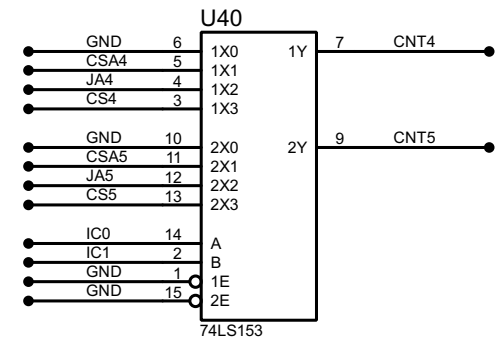 U40
GND 6 1X0 1Y 7 CNT4
CSA4 5 1X1
JA4 4 1X2
CS4 3 1X3
GND 10 2X0 2Y 9 CNT5
CSA5 11 2X1
JA5 12 2X2
CS5 13 2X3
IC0 14 A
IC1 2 B
GND 1 1E
GND 15 2E
74LS153